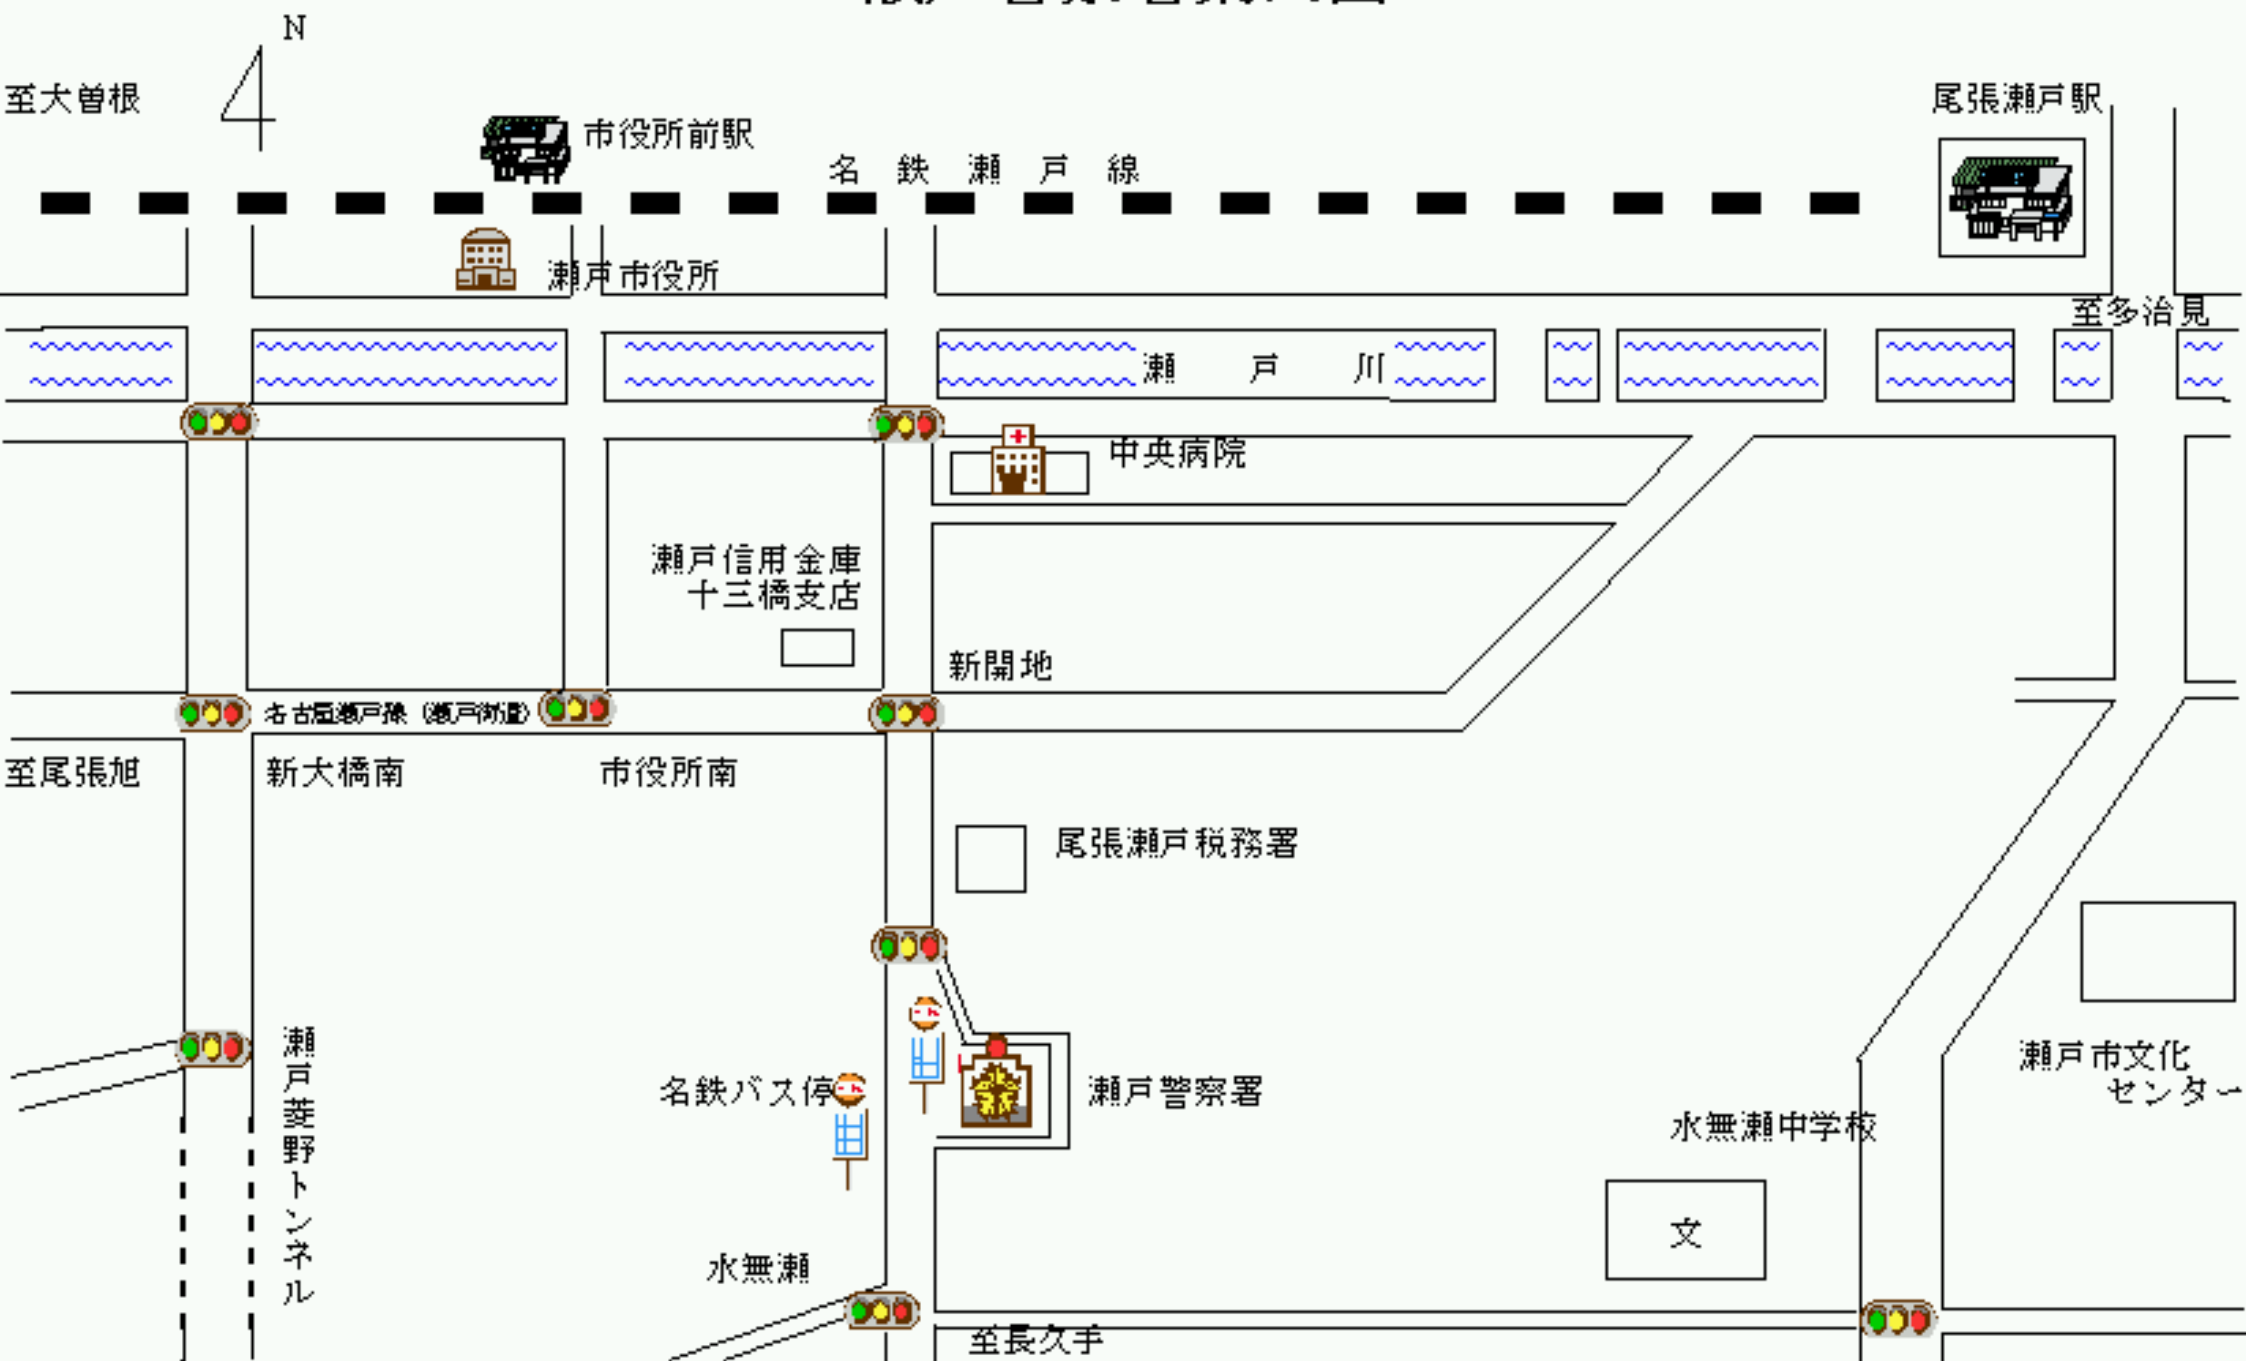 N
至大曽根
市役所前駅
尾張瀬戸駅
名鉄瀬戸線
瀬戸市役所
至多治見
瀬戸川
中央病院
瀬戸信用金庫
十三橋支店
新開地
名古屋瀬戸線（瀬戸街道）
至尾張旭
新大橋南
市役所南
尾張瀬戸税務署
瀬戸菱野トンネル
名鉄バス停
瀬戸警察署
瀬戸市文化
センター
水無瀬中学校
文
水無瀬
至長久手